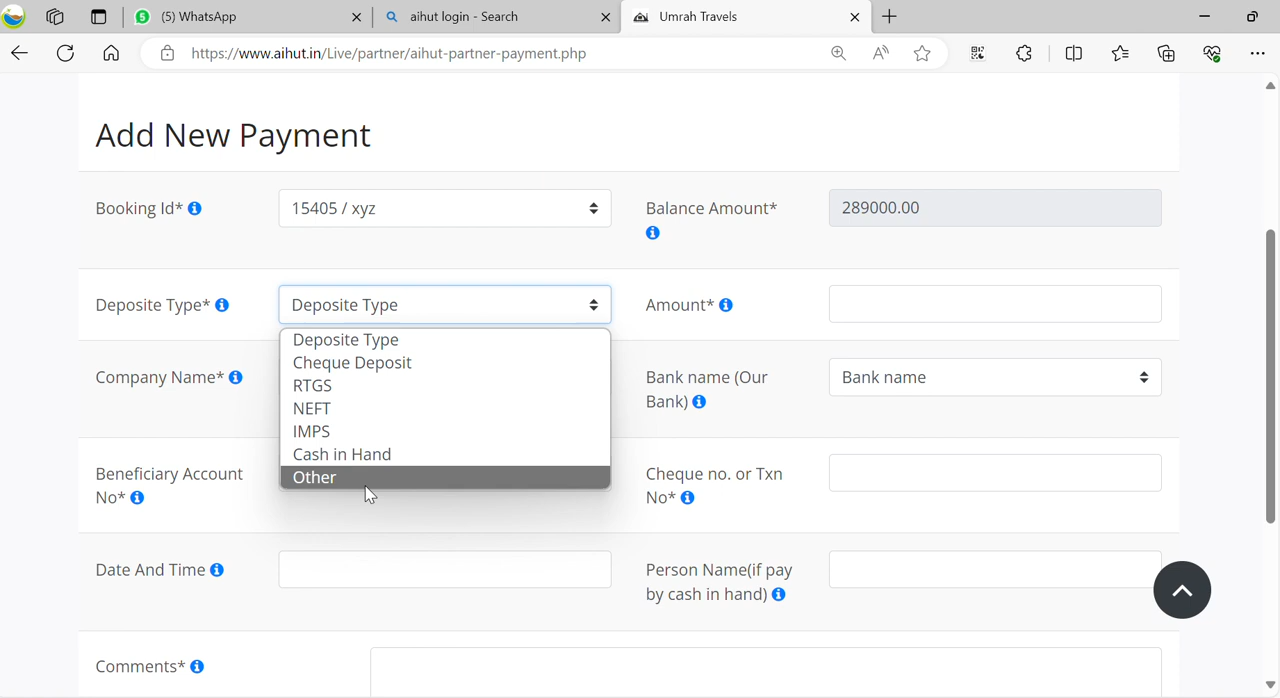 (5) WhatsApp
aihut login - Search
Umrah Travels
https://www.aihut.in/Live/partner/aihut-partner-payment.php
Add New Payment
Booking Id*
15405 / xyz
Balance Amount*
289000.00
Deposite Type*
Deposite Type
Amount*
Deposite Type
Cheque Deposit
RTGS
NEFT
IMPS
Cash in Hand
Other
Company Name*
Bank name (Our
Bank)
Bank name
Beneficiary Account
No*
Cheque no. or Txn
No*
Date And Time
Person Name(if pay
by cash in hand)
Comments*